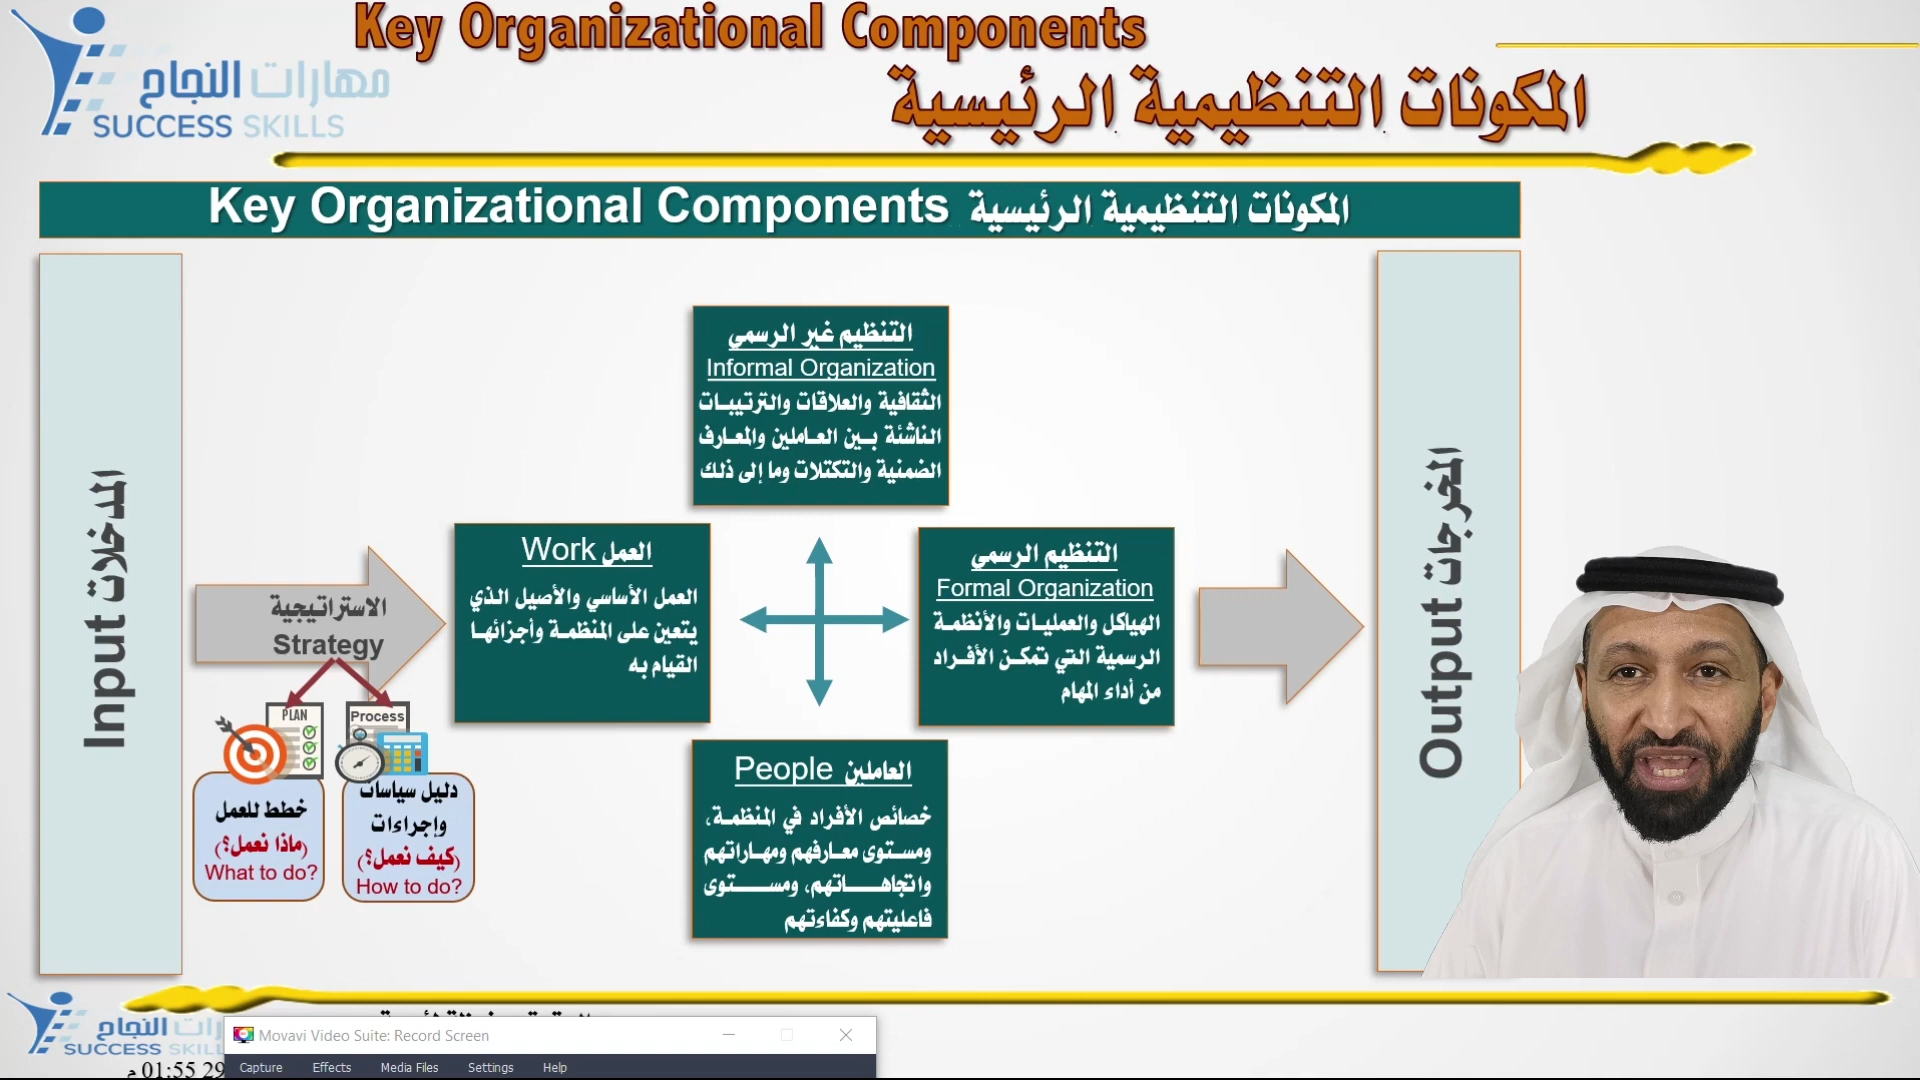 Key Organizational Components
المكونات التنظيمية الرئيسية
مهارات النجاح
SUCCESS SKILLS
Key Organizational Components المكونات التنظيمية الرئيسية
المدخلات Input
الاستراتيجية
Strategy
PLAN
Process
خطط للعمل
(ماذا نعمل؟)
What to do?
دليل سياسات
وإجراءات
(كيف نعمل؟)
How to do?
العمل Work
العمل الأساسي والأصيل الذي
يتعين على المنظمة وأجزائها
القيام به
التنظيم غير الرسمي
Informal Organization
الثقافية والعلاقات والترتيبات
الناشئة بين العاملين والمعارف
الضمنية والتكتلات وما إلى ذلك
التنظيم الرسمي
Formal Organization
الهياكل والعمليات والأنظمة
الرسمية التي تمكن الأفراد
من أداء المهام
العاملين People
خصائص الأفراد في المنظمة،
ومستوى معارفهم ومهاراتهم
واتجاهاتهم، ومستوى
فاعليتهم وكفاءتهم
المخرجات Output
النجاح
SUCCESS SKILL
01:55 29
Movavi Video Suite: Record Screen
Capture Effects Media Files Settings Help